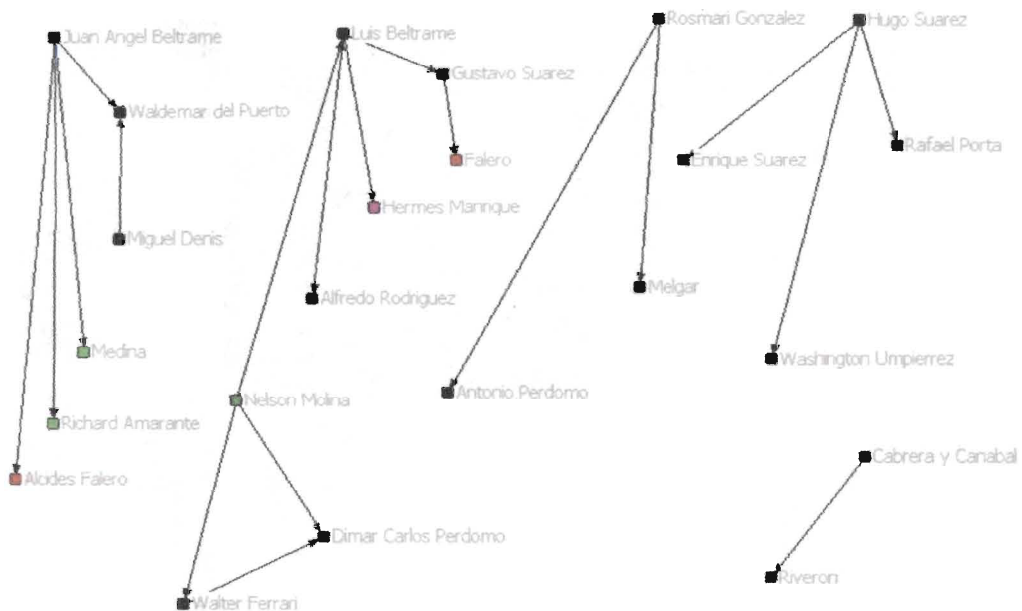 Juan Angel Beltrame
Luis Beltrame
Rosmari Gonzalez
Hugo Suarez
Gustavo Suarez
Waldemar del Puerto
Falero
Enrique Suarez
Rafael Porta
Hermes Marinque
Miguel Denis
Alfredo Rodriguez
Melgar
Medina
Washington Umpierrez
Nelson Molina
Antonio Perdomo
Richard Amarante
Cabrera y Canabal
Alcides Falero
Dimar Carlos Perdomo
Riveron
Walter Ferrari